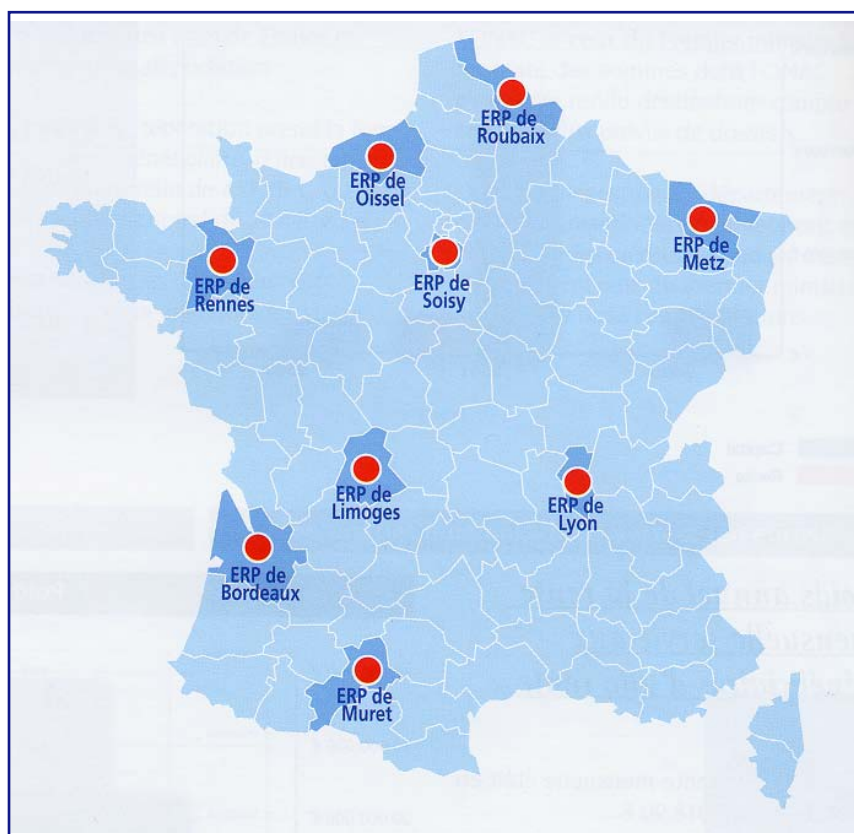 ERP de
Roubaix
ERP de
Oissel
ERP de
Metz
ERP de
Rennes
ERP de
Soisy
ERP de
Limoges
ERP de
Lyon
ERP de
Bordeaux
ERP de
Muret